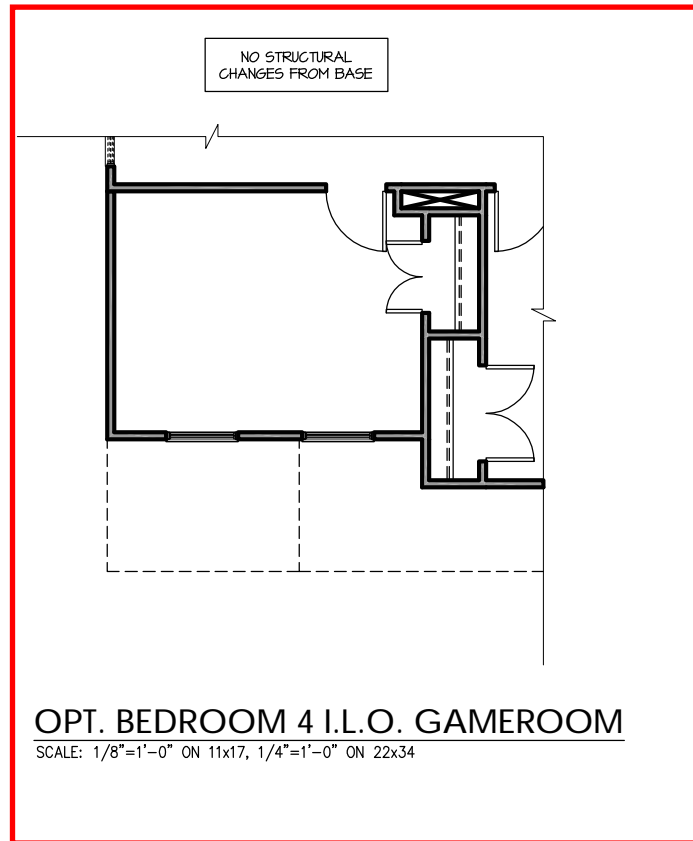 NO STRUCTURAL
CHANGES FROM BASE
OPT. BEDROOM 4 I.L.O. GAMEROOM
SCALE: 1/8"=1'-0" ON 11x17, 1/4"=1'-0" ON 22x34